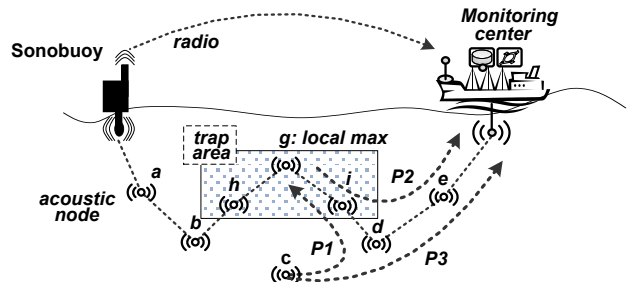 Monitoring
center
Sonobuoy
radio
trap
area
g: local max
a
h
i
P2
e
acoustic
node
b
d
c
P1
P3